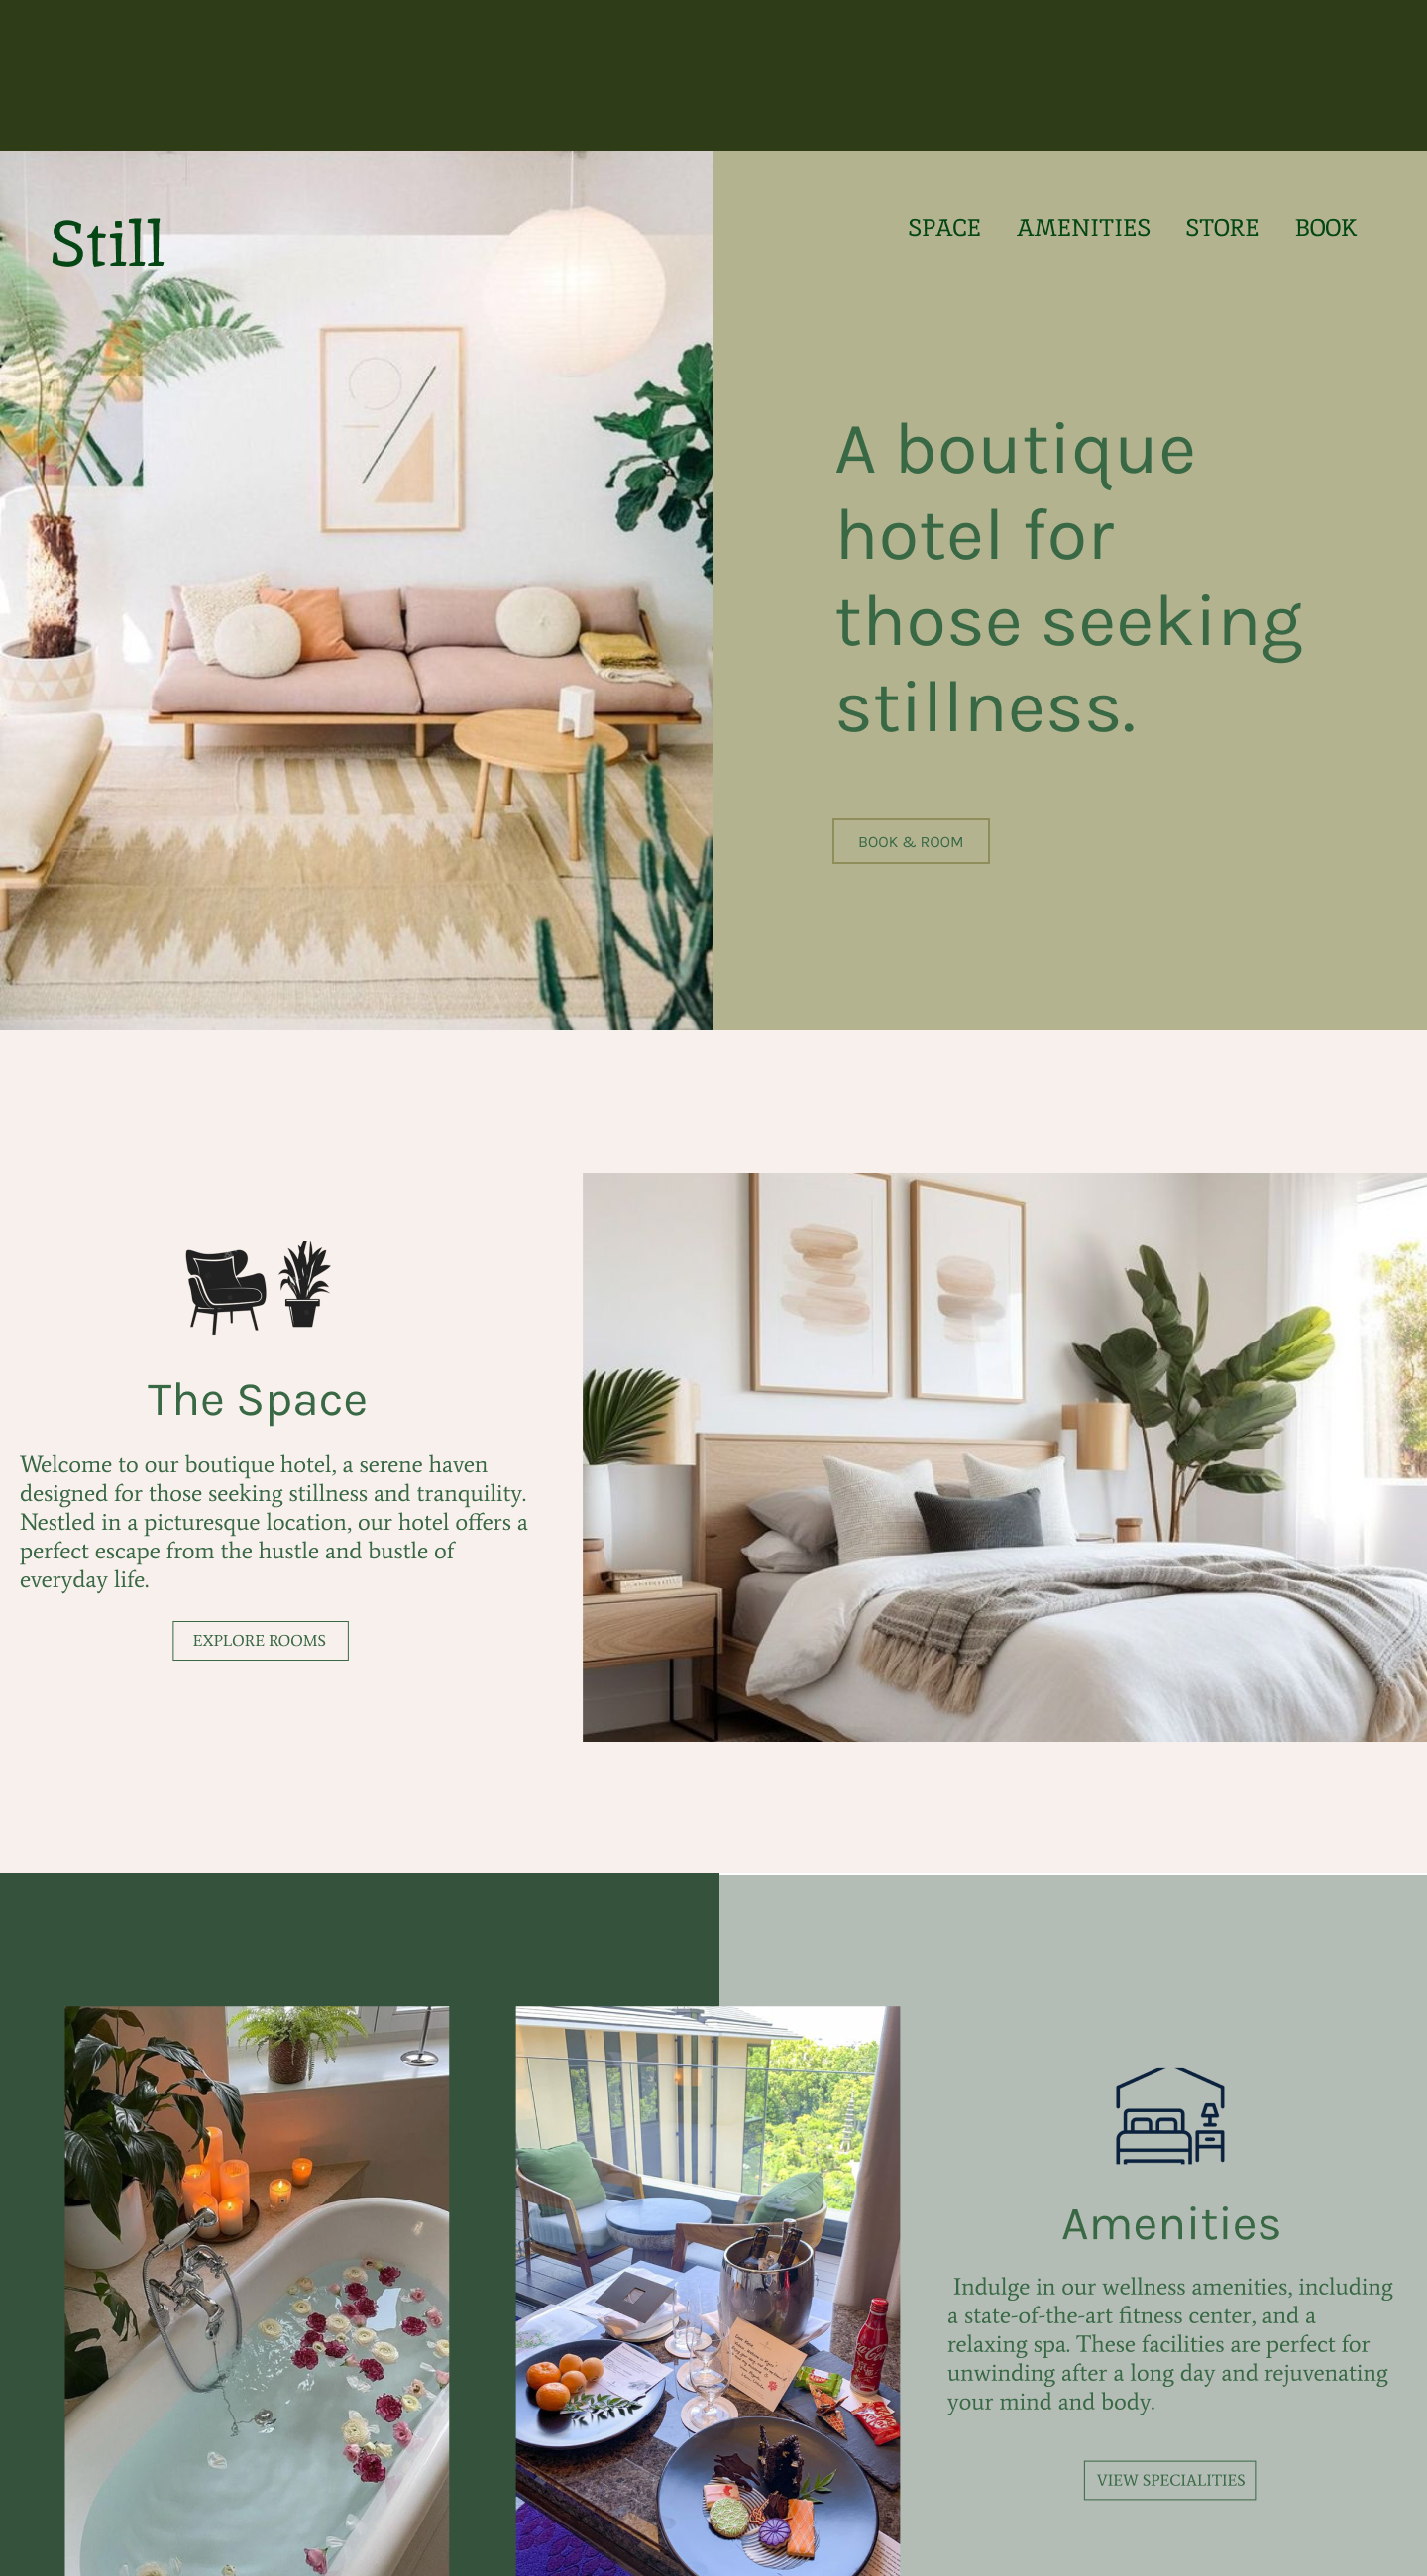 Still
SPACE AMENITIES STORE BOOK
A boutique
hotel for
those seeking
stillness.
BOOK & ROOM
The Space
Welcome to our boutique hotel, a serene haven
designed for those seeking stillness and tranquility.
Nestled in a picturesque location, our hotel offers a
perfect escape from the hustle and bustle of
everyday life.
EXPLORE ROOMS
Amenities
Indulge in our wellness amenities, including
a state-of-the-art fitness center, and a
relaxing spa. These facilities are perfect for
unwinding after a long day and rejuvenating
your mind and body.
VIEW SPECIALITIES